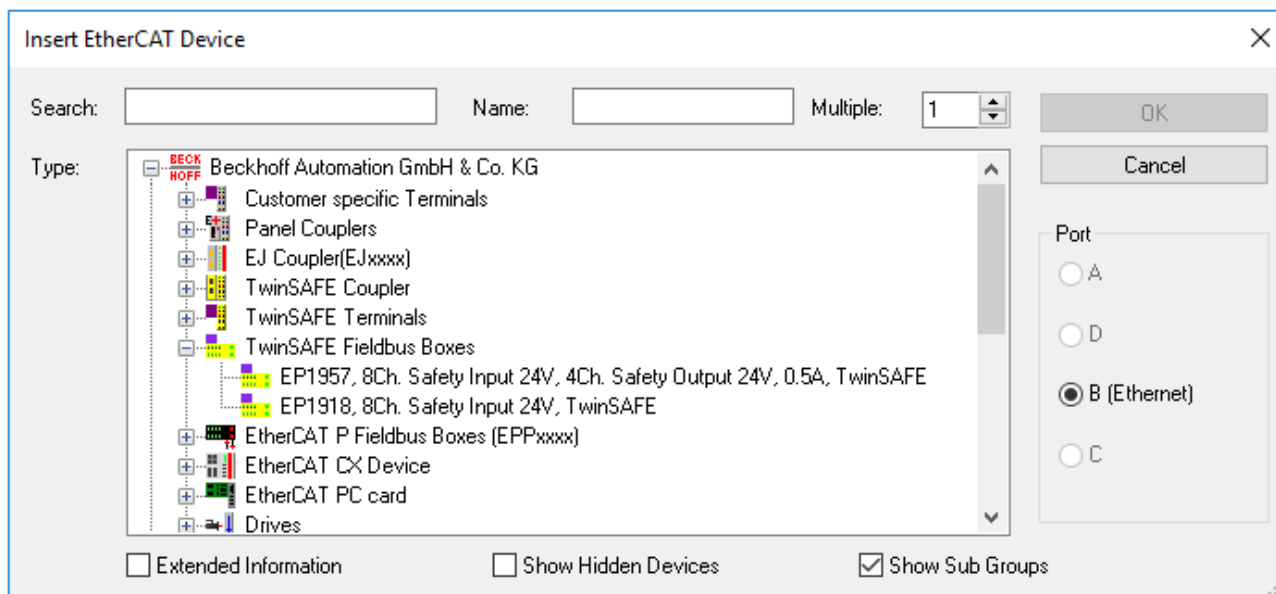 Insert EtherCAT Device
Search: Name: Multiple: 1 OK
Type: BECKHOFF Beckhoff Automation GmbH & Co. KG Cancel
Customer specific Terminals
Panel Couplers
Port
EJ Coupler(EJxxxx)
A
TwinSAFE Coupler
TwinSAFE Terminals
D
TwinSAFE Fieldbus Boxes
EP1957, 8Ch. Safety Input 24V, 4Ch. Safety Output 24V, 0.5A, TwinSAFE
B (Ethernet)
EP1918, 8Ch. Safety Input 24V, TwinSAFE
EtherCAT P Fieldbus Boxes (EPPxxxx)
C
EtherCAT CX Device
EtherCAT PC card
Drives
Extended Information Show Hidden Devices Show Sub Groups